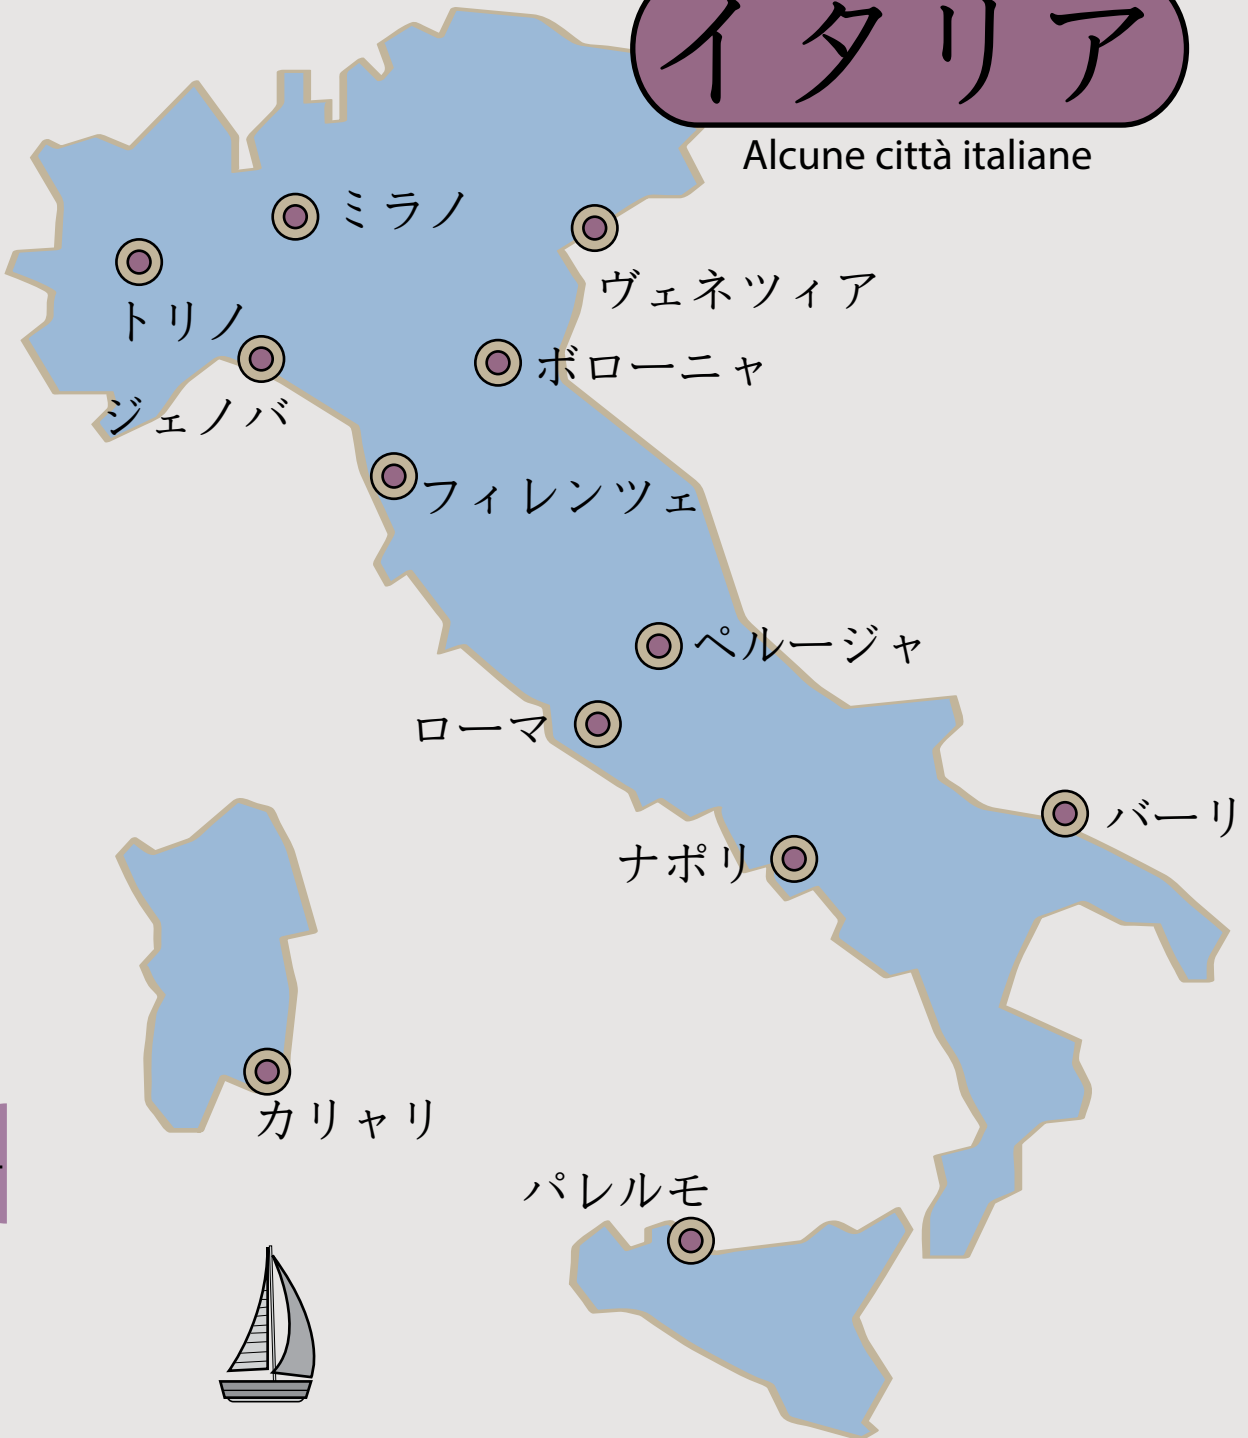 イタリア
Alcune città italiane
ミラノ
ヴェネツィア
トリノ
ボローニャ
ジェノバ
フィレンツェ
ペルージャ
ローマ
バーリ
ナポリ
カリャリ
パレルモ